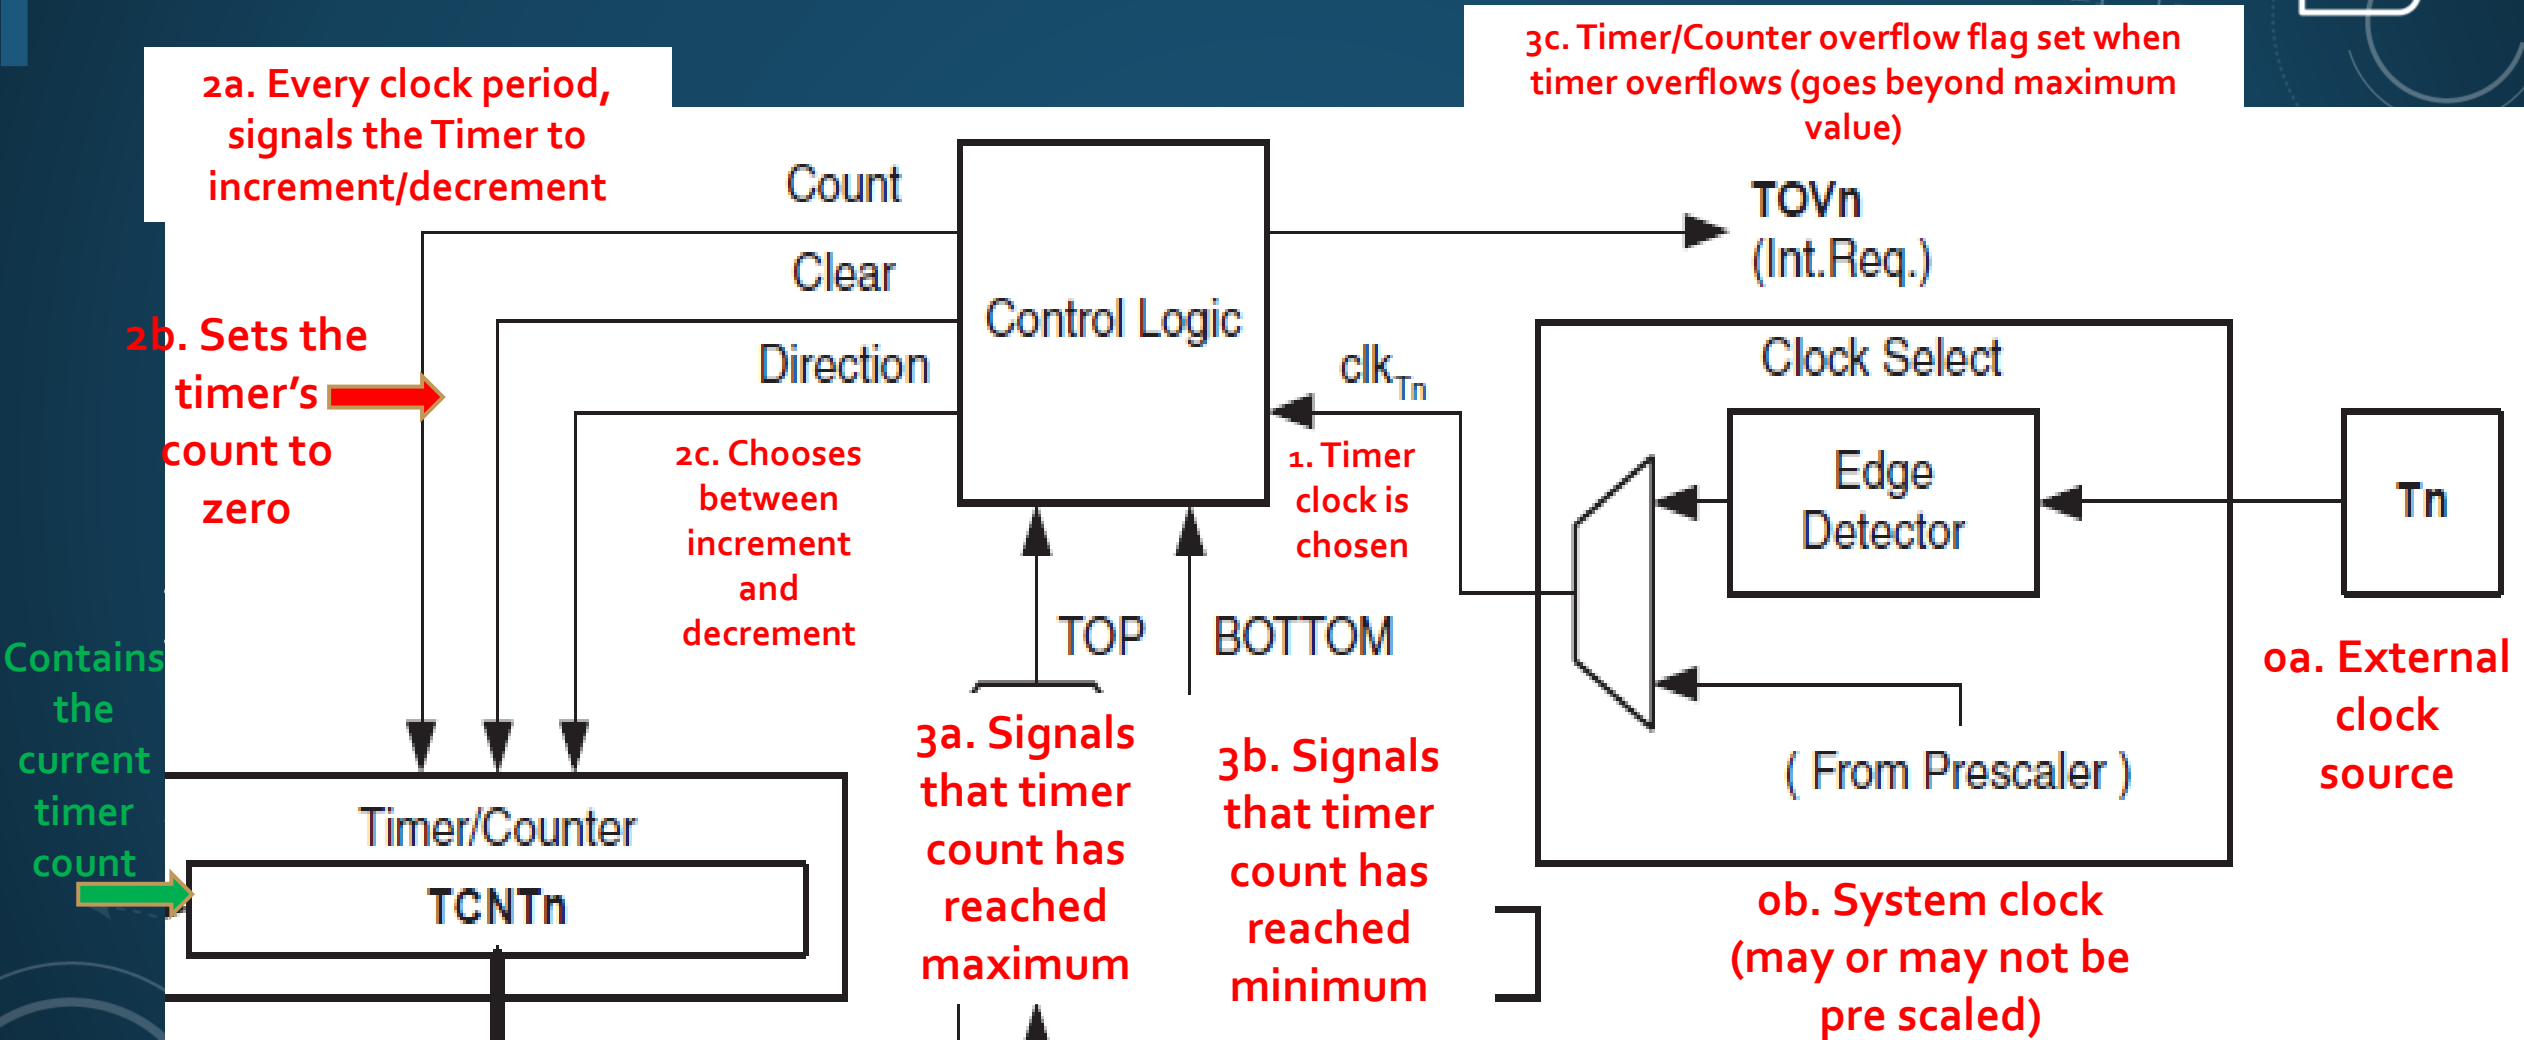 3c. Timer/Counter overflow flag set when
timer overflows (goes beyond maximum
value)
2a. Every clock period,
signals the Timer to
increment/decrement
Count
Clear
Direction
Control Logic
TOVn
(Int.Req.)
2b. Sets the
timer's
count to
zero
2c. Chooses
between
increment
and
decrement
clkTn
1. Timer
clock is
chosen
Clock Select
Edge
Detector
Tn
TOP
BOTTOM
( From Prescaler )
0a. External
clock
source
Contains
the
current
timer
count
3a. Signals
that timer
count has
reached
maximum
3b. Signals
that timer
count has
reached
minimum
0b. System clock
(may or may not be
pre scaled)
Timer/Counter
TCNTn